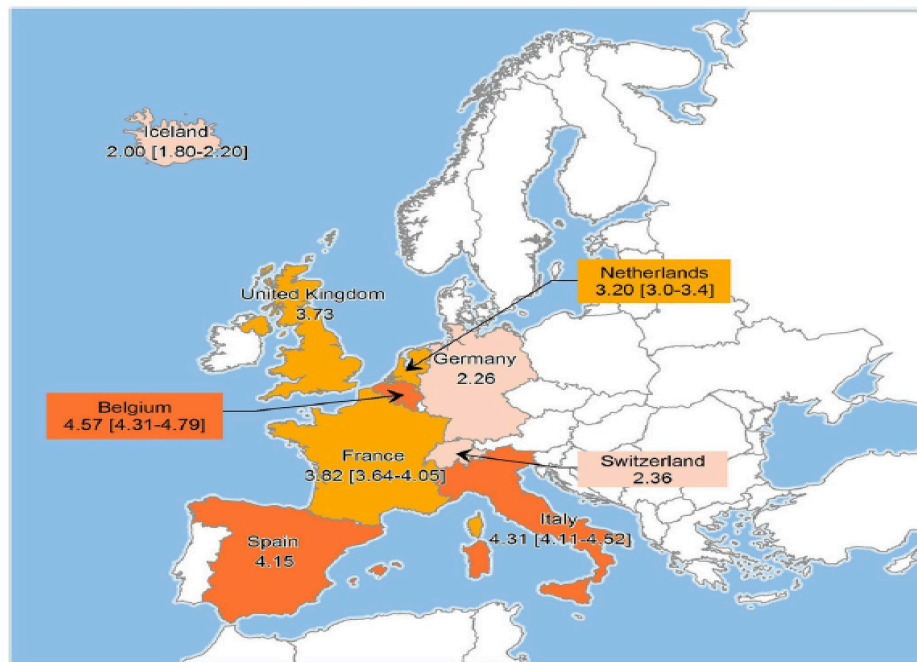 Iceland
2.00 [1.80-2.20]
Netherlands
3.20 [3.0-3.4]
United Kingdom
3.73
Germany
2.26
Belgium
4.57 [4.31-4.79]
France
3.82 [3.64-4.05]
Switzerland
2.36
Italy
4.31 [4.11-4.52]
Spain
4.15